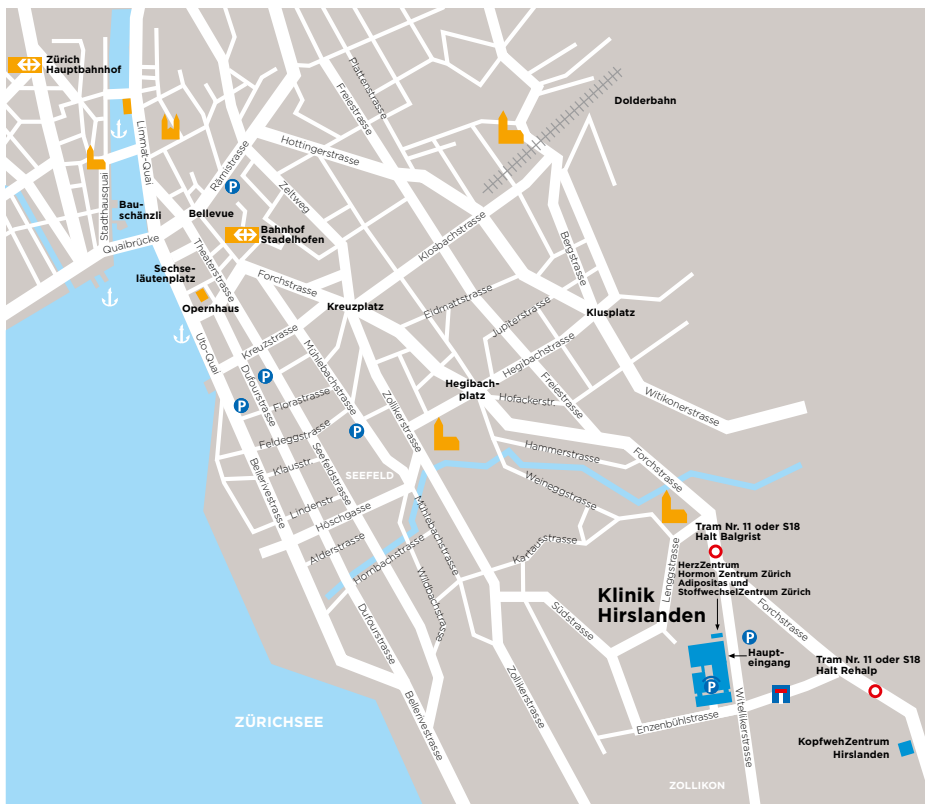 Zürich
Hauptbahnhof
Plattenstrasse
Freiestrasse
Dolderbahn
Limmat-Quai
Hottingerstrasse
Rämistrasse
P
Zeltweg
Stadthausquai
Bau-
schänzli
Bellevue
Quaibrücke
Bahnhof
Stadelhofen
Klosbachstrasse
Bergstrasse
Theaterstrasse
Sechse-
läutenplatz
Forchstrasse
Opernhaus
Kreuzplatz
Eidmattstrasse
Jupiterstrasse
Klusplatz
Uto-Quai
Kreuzstrasse
Mühlebachstrasse
Hegibachstrasse
Dufourstrasse
P
Hegibach-
platz
Freiestrasse
Florastrasse
Zollikerstrasse
Hofackerstr.
Witikonerstrasse
P
Feldeggstrasse
P
Hammerstrasse
Forchstrasse
Klausstr.
Seefeldstrasse
SEEFELD
Weineggstrasse
Bellerivestrasse
Lindenstr.
Höschgasse
Mühlebachstrasse
Tram Nr. 11 oder S18
Halt Balgrist
Alderstrasse
Hornbachstrasse
Kartausstrasse
Lenggstrasse
HerzZentrum
Hormon Zentrum Zürich
Adipositas und
StoffwechselZentrum Zürich
Klinik
Hirslanden
Wildbachstrasse
Südstrasse
Forchstrasse
Dufourstrasse
P
Haupt-
eingang
Tram Nr. 11 oder S18
Halt Rehalp
P
Zollikerstrasse
Bellerivestrasse
Witellikerstrasse
Enzenbühlstrasse
ZÜRICHSEE
KopfwehZentrum
Hirslanden
ZOLLIKON